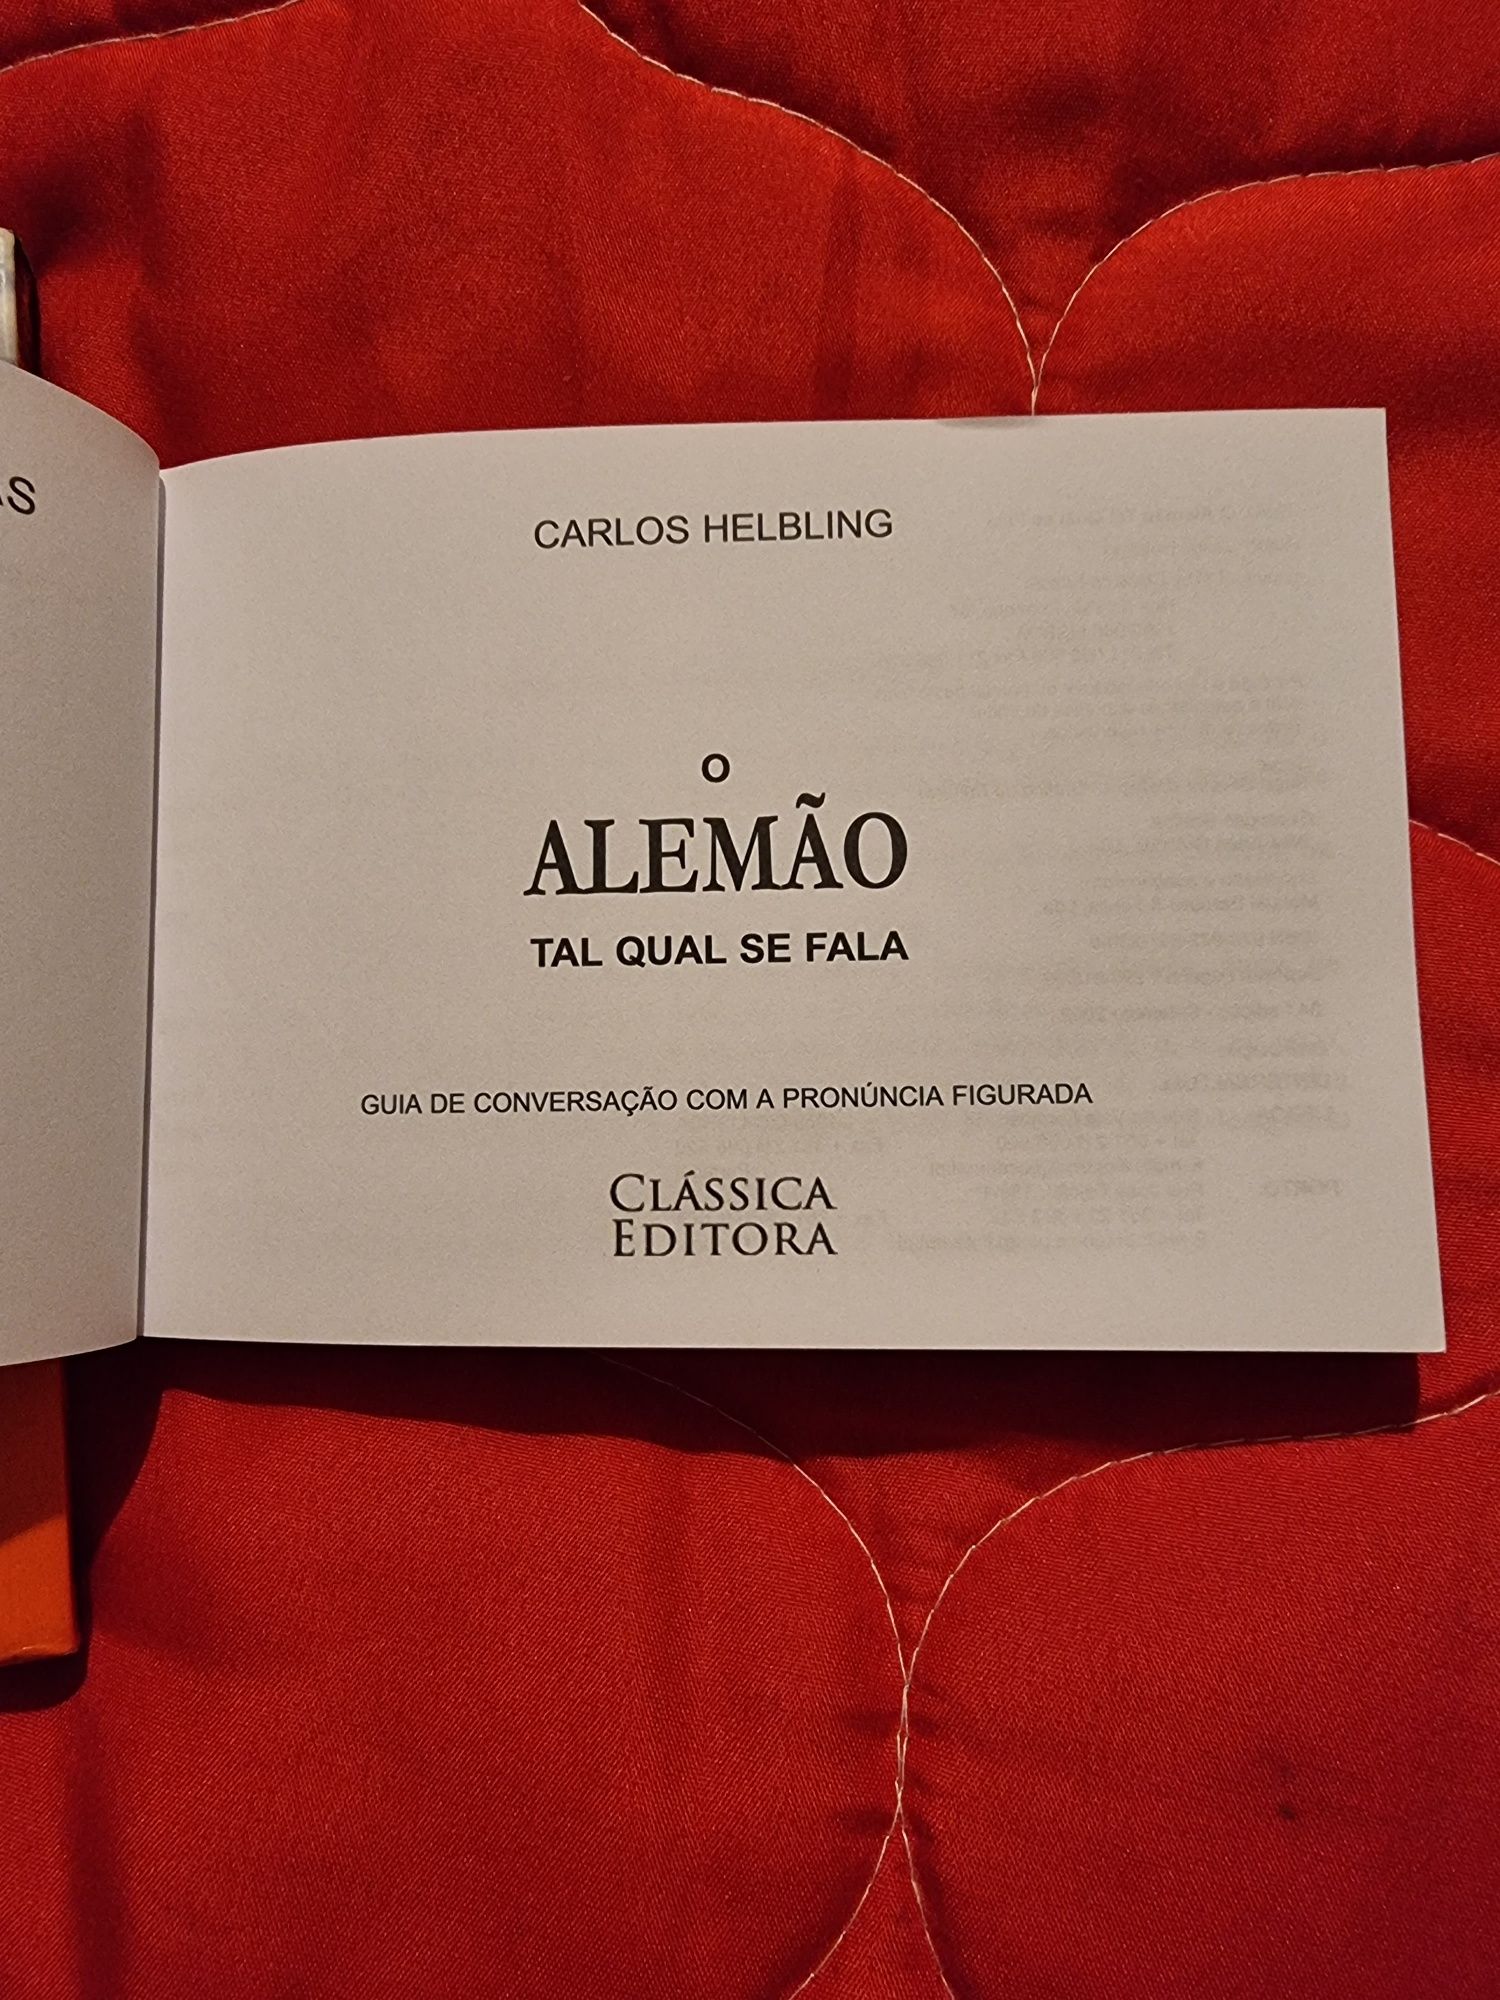 CARLOS HELBLING
O
ALEMÃO
TAL QUAL SE FALA
GUIA DE CONVERSAÇÃO COM A PRONÚNCIA FIGURADA
CLÁSSICA
EDITORA